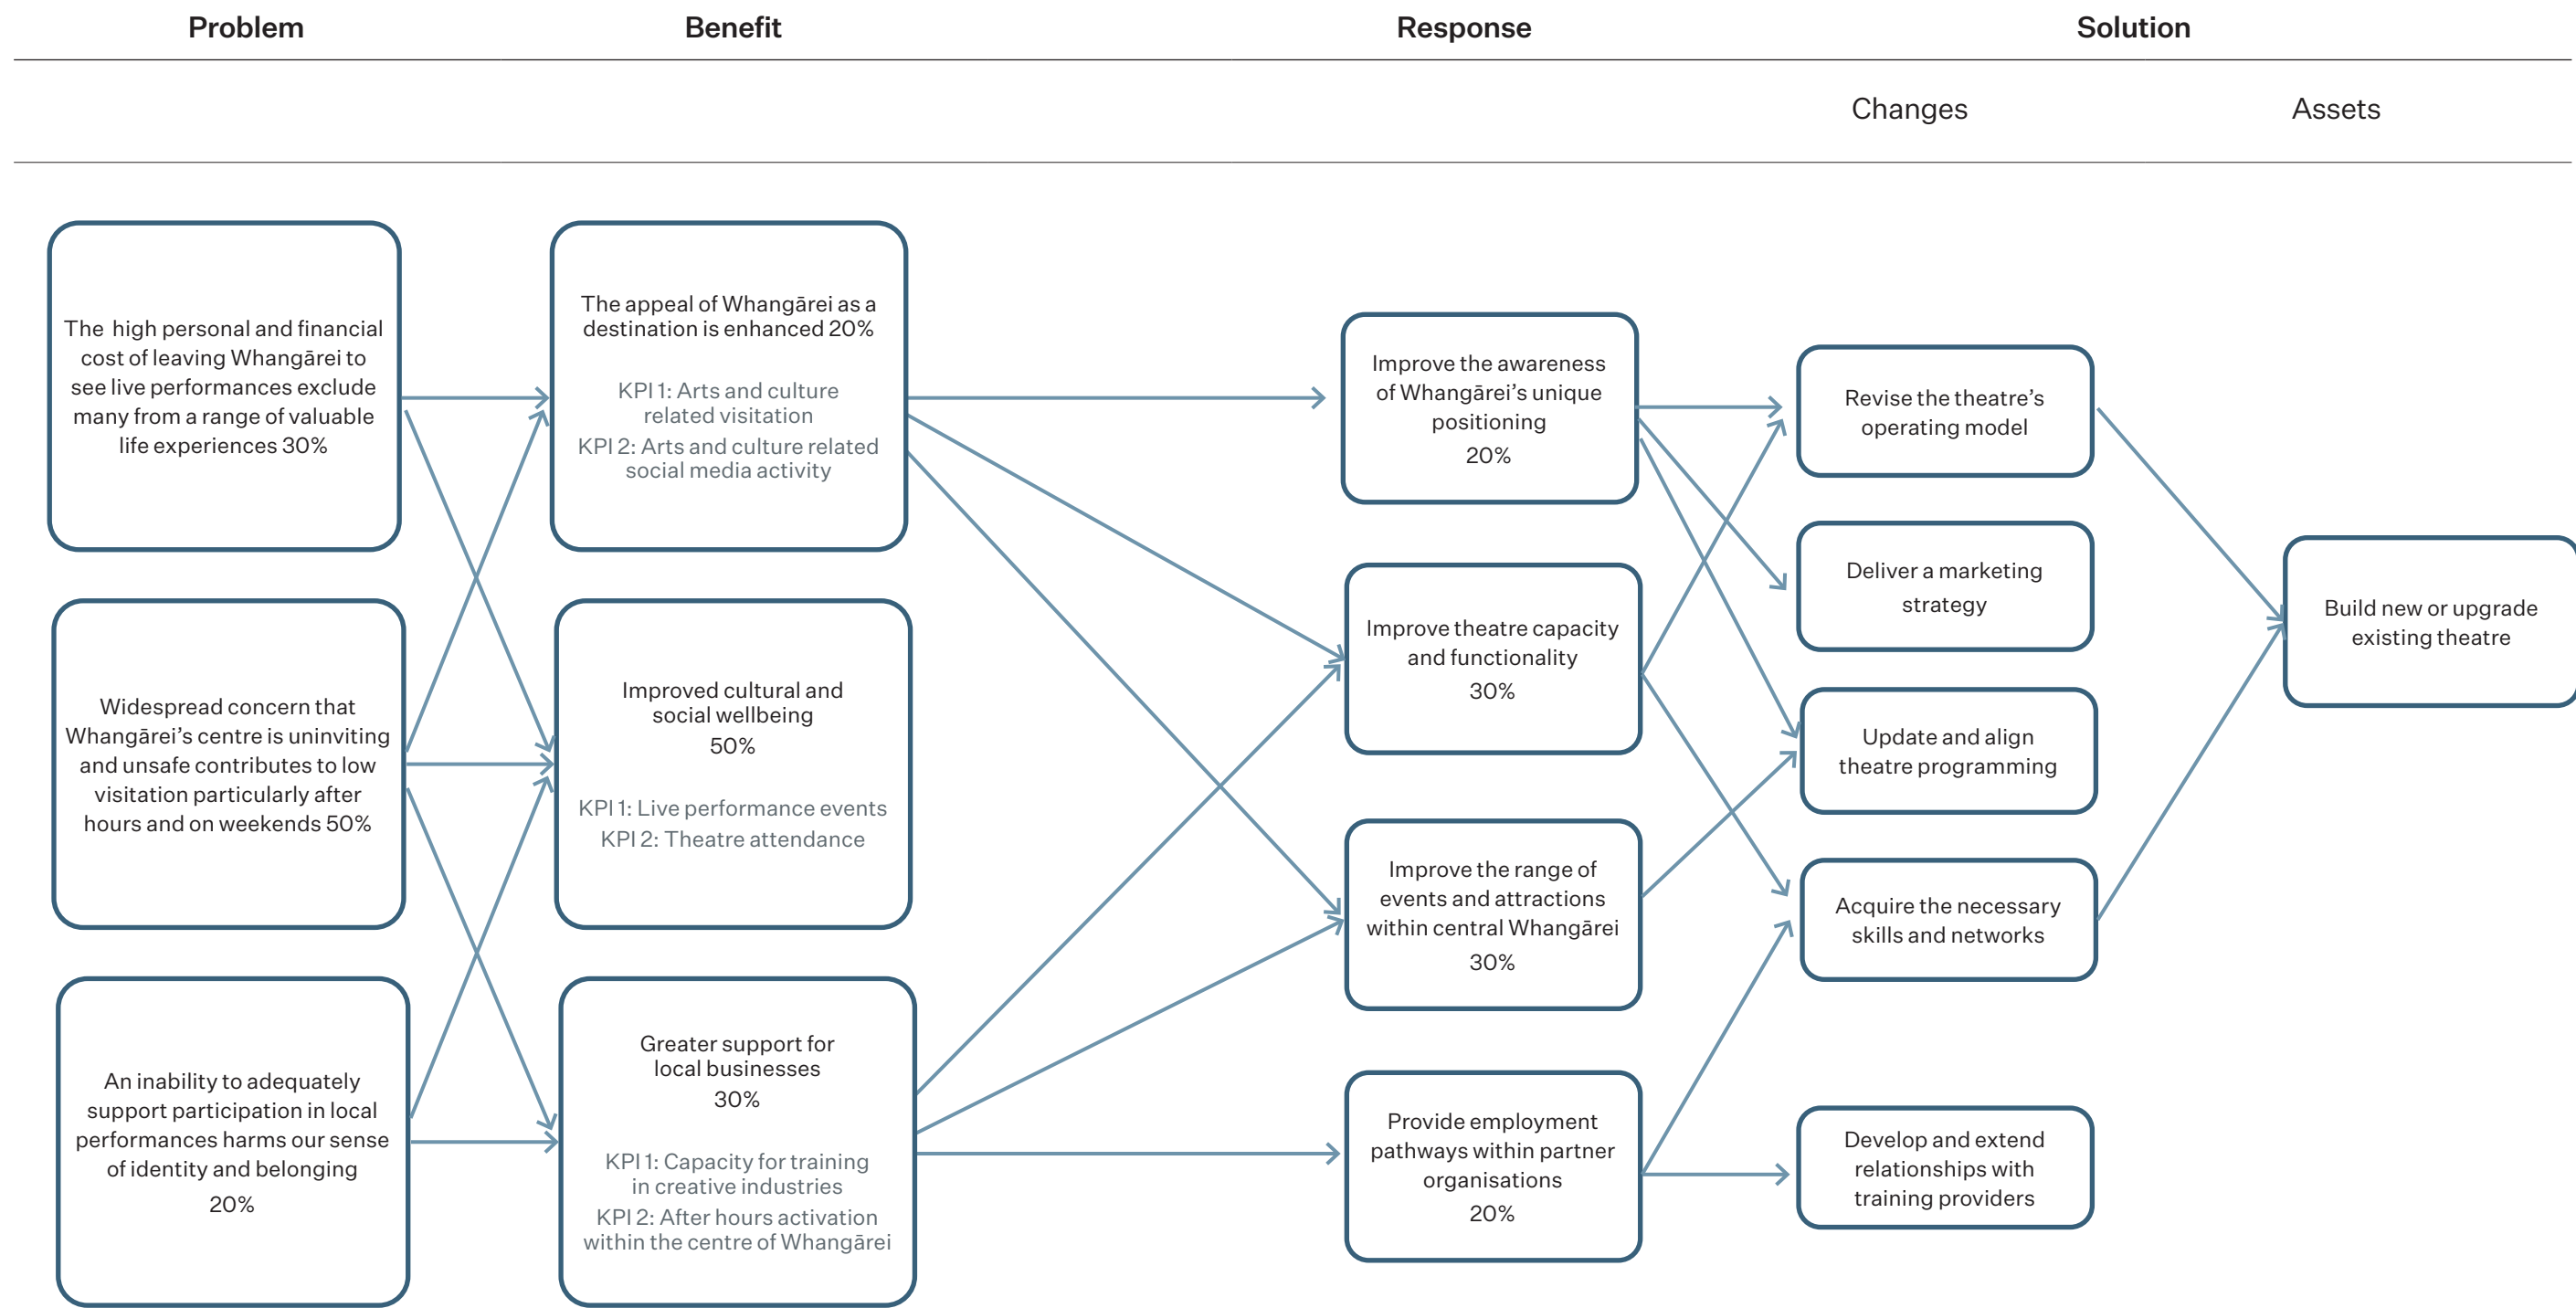 Problem
Benefit
Response
Solution
Changes
Assets
The high personal and financial
cost of leaving Whangārei to
see live performances exclude
many from a range of valuable
life experiences 30%
Widespread concern that
Whangārei's centre is uninviting
and unsafe contributes to low
visitation particularly after
hours and on weekends 50%
An inability to adequately
support participation in local
performances harms our sense
of identity and belonging
20%
The appeal of Whangārei as a
destination is enhanced 20%
KPI 1: Arts and culture
related visitation
KPI 2: Arts and culture related
social media activity
Improved cultural and
social wellbeing
50%
KPI 1: Live performance events
KPI 2: Theatre attendance
Greater support for
local businesses
30%
KPI 1: Capacity for training
in creative industries
KPI 2: After hours activation
within the centre of Whangārei
Improve the awareness
of Whangārei's unique
positioning
20%
Improve theatre capacity
and functionality
30%
Improve the range of
events and attractions
within central Whangārei
30%
Provide employment
pathways within partner
organisations
20%
Revise the theatre's
operating model
Deliver a marketing
strategy
Update and align
theatre programming
Acquire the necessary
skills and networks
Develop and extend
relationships with
training providers
Build new or upgrade
existing theatre